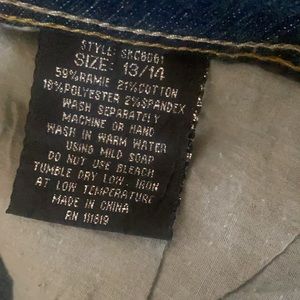 STYLE: SKC6061
SIZE: 13/14
59%RAMIE 21%COTTON
18%POLYESTER 2%SPANDEX
WASH SEPARATELY
MACHINE OR HAND
WASH IN WARM WATER
USING MILD SOAP
DO NOT USE BLEACH
TUMBLE DRY LOW. IRON
AT LOW TEMPERATURE
MADE IN CHINA
RN 111819